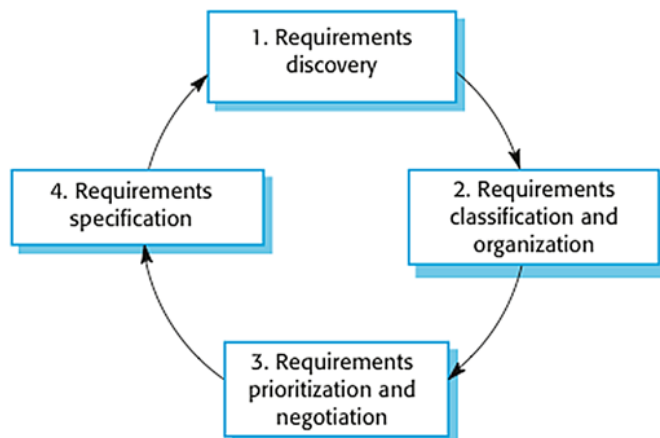 1. Requirements
discovery
2. Requirements
classification and
organization
3. Requirements
prioritization and
negotiation
4. Requirements
specification